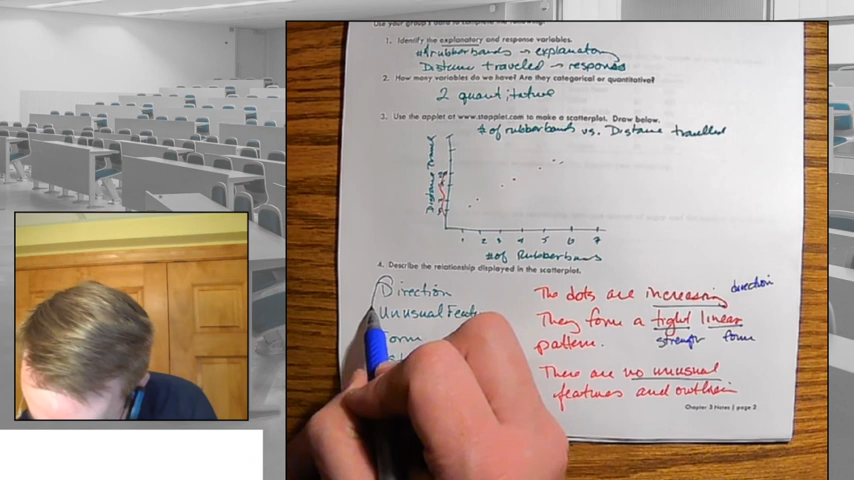 Use your group's data to complete the following:
1. Identify the explanatory and response variables.
# of rubberbands → explanatory
Distance traveled → response
2. How many variables do we have? Are they categorical or quantitative?
2 quantitative
3. Use the applet at www.stapplet.com to make a scatterplot. Draw below.
# of rubberbands vs. Distance travelled
Distance
1 2 3 4 5 6 7
# of Rubberbands
4. Describe the relationship displayed in the scatterplot.
Direction
Unusual
The dots are increasing direction
They form a tight linear
pattern. strength form
There are no unusual
features and outliers
Chapter 3 Notes | page 2